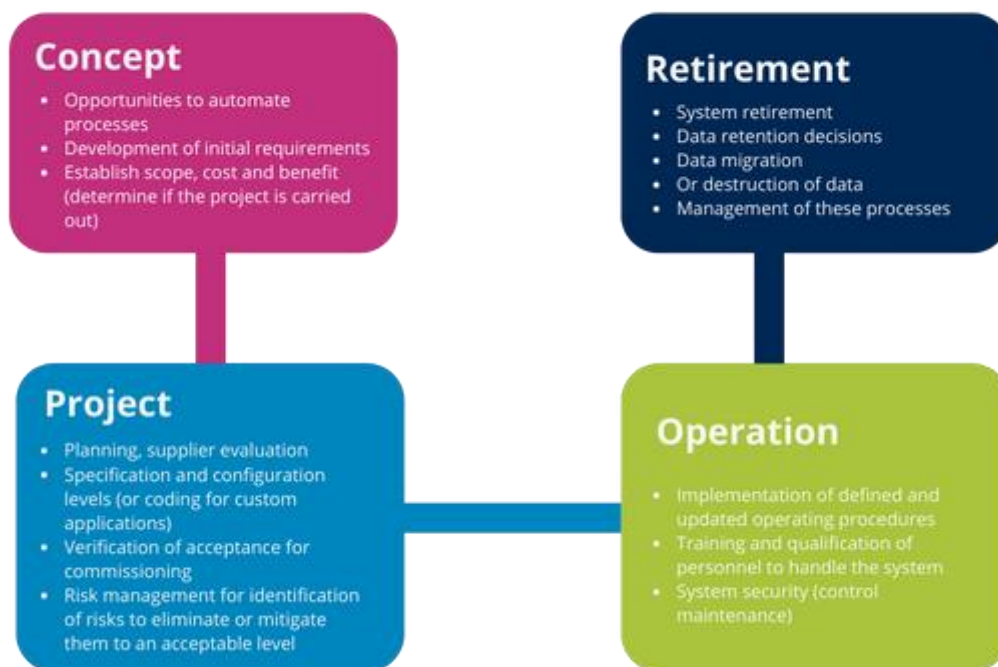 Concept
• Opportunities to automate
processes
• Development of initial requirements
• Establish scope, cost and benefit
(determine if the project is carried
out)
Retirement
• System retirement
• Data retention decisions
• Data migration
• Or destruction of data
• Management of these processes
Project
• Planning, supplier evaluation
• Specification and configuration
levels (or coding for custom
applications)
• Verification of acceptance for
commissioning
• Risk management for identification
of risks to eliminate or mitigate
them to an acceptable level
Operation
• Implementation of defined and
updated operating procedures
• Training and qualification of
personnel to handle the system
• System security (control
maintenance)